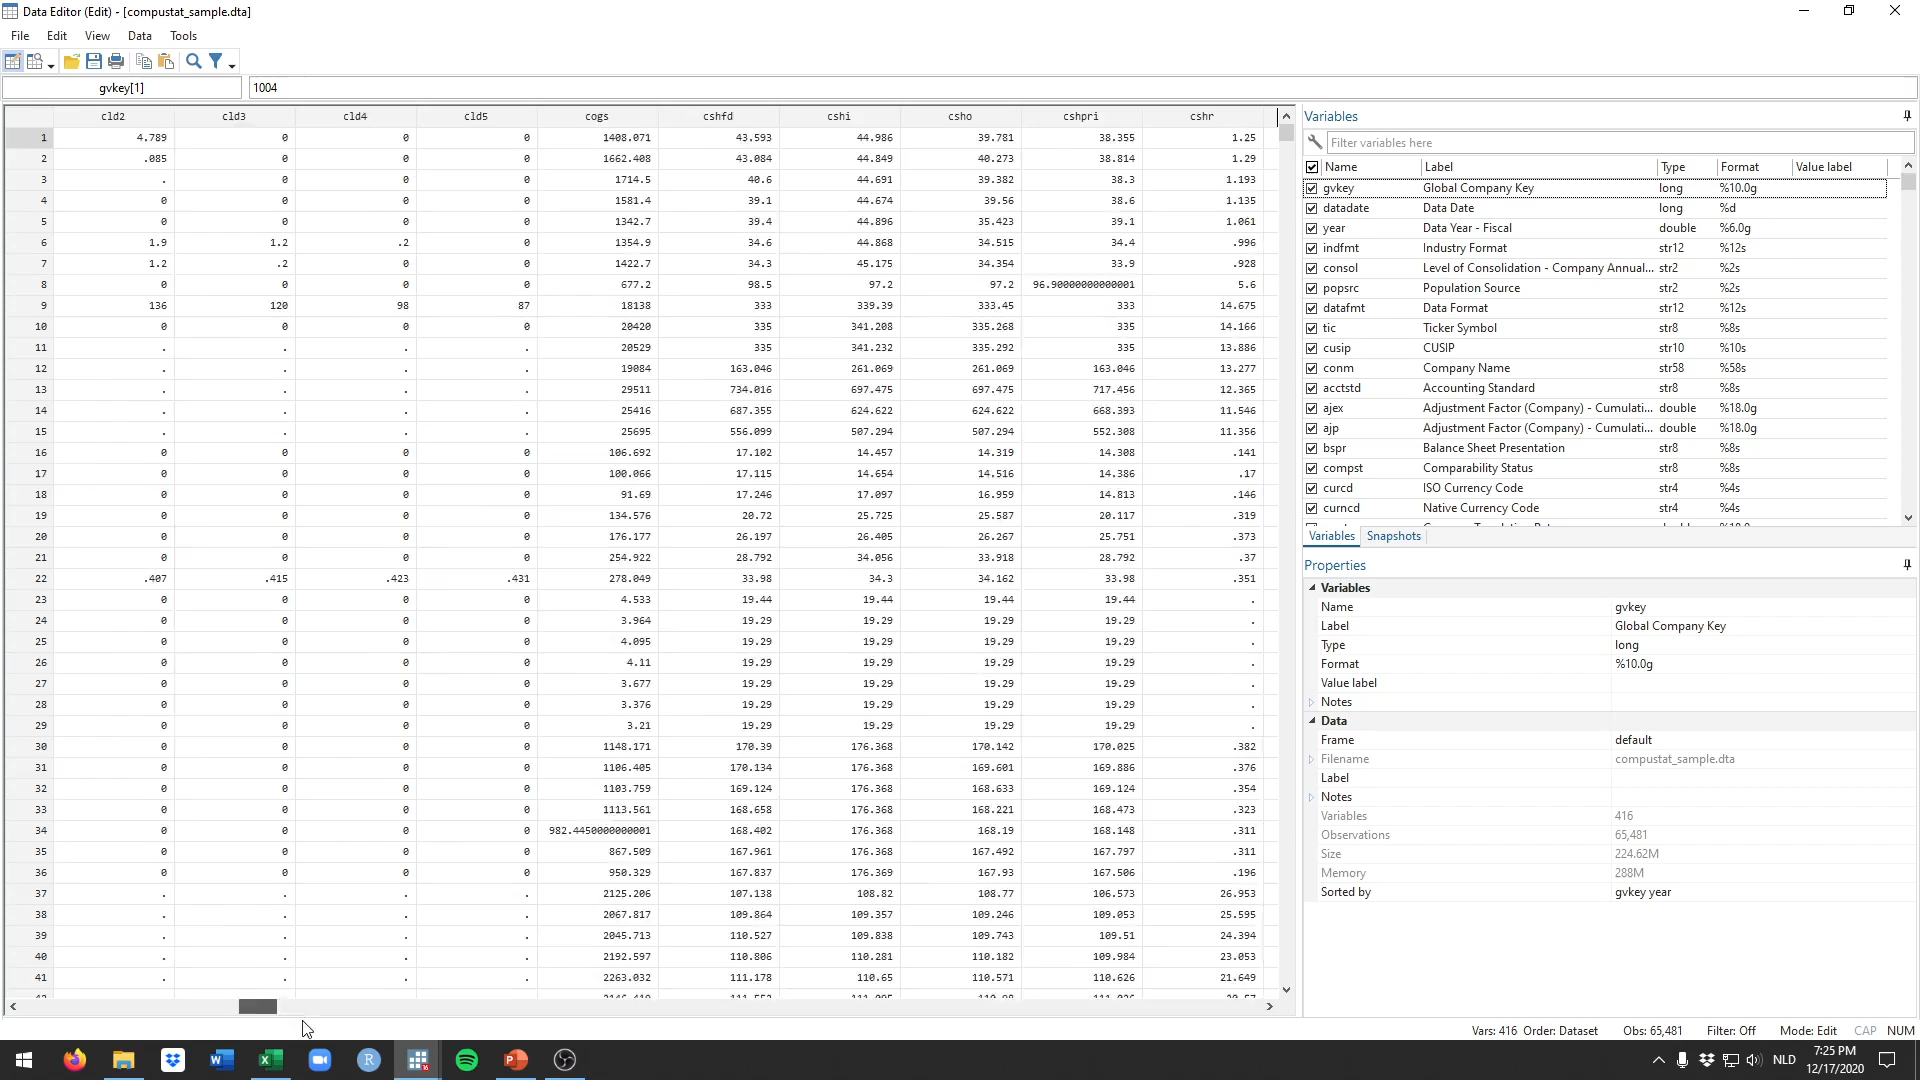 Data Editor (Edit) - [compustat_sample.dta]
File Edit View Data Tools
gvkey[1] 1004
cld2 cld3 cld4 cld5 cogs cshfd cshi csho cshpri cshr
1 4.789 0 0 0 1408.071 43.593 44.986 39.781 38.355 1.25
2 .085 0 0 0 1662.408 43.084 44.849 40.273 38.814 1.29
3 . 0 0 0 1714.5 40.6 44.691 39.382 38.3 1.193
4 0 0 0 0 1581.4 39.1 44.674 39.56 38.6 1.135
5 0 0 0 0 1342.7 39.4 44.896 35.423 39.1 1.061
6 1.9 1.2 .2 0 1354.9 34.6 44.868 34.515 34.4 .996
7 1.2 .2 0 0 1422.7 34.3 45.175 34.354 33.9 .928
8 0 0 0 0 677.2 98.5 97.2 97.2 96.90000000000001 5.6
9 136 120 98 87 18138 333 339.39 333.45 333 14.675
10 0 0 0 0 20420 335 341.208 335.268 335 14.166
11 . . . . 20529 335 341.232 335.292 335 13.886
12 . . . . 19084 163.046 261.069 261.069 163.046 13.277
13 . . . . 29511 734.016 697.475 697.475 717.456 12.365
14 . . . . 25416 687.355 624.622 624.622 668.393 11.546
15 . . . . 25695 556.099 507.294 507.294 552.308 11.356
16 0 0 0 0 106.692 17.102 14.457 14.319 14.308 .141
17 0 0 0 0 100.066 17.115 14.654 14.516 14.386 .17
18 0 0 0 0 91.69 17.246 17.097 16.959 14.813 .146
19 0 0 0 0 134.576 20.72 25.725 25.587 20.117 .319
20 0 0 0 0 176.177 26.197 26.405 26.267 25.751 .373
21 0 0 0 0 254.922 28.792 34.056 33.918 28.792 .37
22 .407 .415 .423 .431 278.049 33.98 34.3 34.162 33.98 .351
23 0 0 0 0 4.533 19.44 19.44 19.44 19.44 .
24 0 0 0 0 3.964 19.29 19.29 19.29 19.29 .
25 0 0 0 0 4.095 19.29 19.29 19.29 19.29 .
26 0 0 0 0 4.11 19.29 19.29 19.29 19.29 .
27 0 0 0 0 3.677 19.29 19.29 19.29 19.29 .
28 0 0 0 0 3.376 19.29 19.29 19.29 19.29 .
29 0 0 0 0 3.21 19.29 19.29 19.29 19.29 .
30 0 0 0 0 1148.171 170.39 176.368 170.142 170.025 .382
31 0 0 0 0 1106.405 170.134 176.368 169.601 169.886 .376
32 0 0 0 0 1103.759 169.124 176.368 168.633 169.124 .354
33 0 0 0 0 1113.561 168.658 176.368 168.221 168.473 .323
34 0 0 0 0 982.4450000000001 168.402 176.368 168.19 168.148 .311
35 0 0 0 0 867.509 167.961 176.368 167.492 167.797 .311
36 0 0 0 0 950.329 167.837 176.369 167.93 167.506 .196
37 . . . . 2125.206 107.138 108.82 108.77 106.573 26.953
38 . . . . 2067.817 109.864 109.357 109.246 109.053 25.595
39 . . . . 2045.713 110.527 109.838 109.743 109.51 24.394
40 . . . . 2192.597 110.806 110.281 110.182 109.984 23.053
41 . . . . 2263.032 111.178 110.65 110.571 110.626 21.649
Variables
Filter variables here
Name Label Type Format Value label
gvkey Global Company Key long %10.0g
datadate Data Date long %d
year Data Year - Fiscal double %6.0g
indfmt Industry Format str12 %12s
consol Level of Consolidation - Company Annual... str2 %2s
popsrc Population Source str2 %2s
datafmt Data Format str12 %12s
tic Ticker Symbol str8 %8s
cusip CUSIP str10 %10s
conm Company Name str58 %58s
acctstd Accounting Standard str8 %8s
ajex Adjustment Factor (Company) - Cumulati... double %18.0g
ajp Adjustment Factor (Company) - Cumulati... double %18.0g
bspr Balance Sheet Presentation str8 %8s
compst Comparability Status str8 %8s
curcd ISO Currency Code str4 %4s
curncd Native Currency Code str4 %4s
Variables Snapshots
Properties
Variables
Name gvkey
Label Global Company Key
Type long
Format %10.0g
Value label
Notes
Data
Frame default
Filename compustat_sample.dta
Label
Notes
Variables 416
Observations 65,481
Size 224.62M
Memory 288M
Sorted by gvkey year
Vars: 416 Order: Dataset Obs: 65,481 Filter: Off Mode: Edit CAP NUM
NLD 7:25 PM
12/17/2020